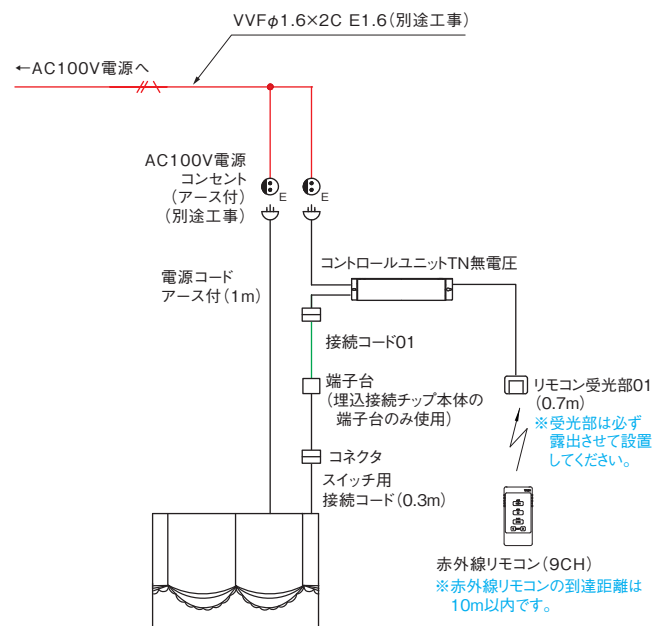 VVFφ1.6×2C E1.6(別途工事)
←AC100V電源へ
AC100V電源
コンセント
(アース付)
(別途工事)
E
E
コントロールユニットTN無電圧
電源コード
アース付(1m)
接続コード01
端子台
(埋込接続チップ本体の
端子台のみ使用)
リモコン受光部01
(0.7m)
※受光部は必ず
露出させて設置
してください。
コネクタ
スイッチ用
接続コード(0.3m)
赤外線リモコン(9CH)
※赤外線リモコンの到達距離は
10m以内です。